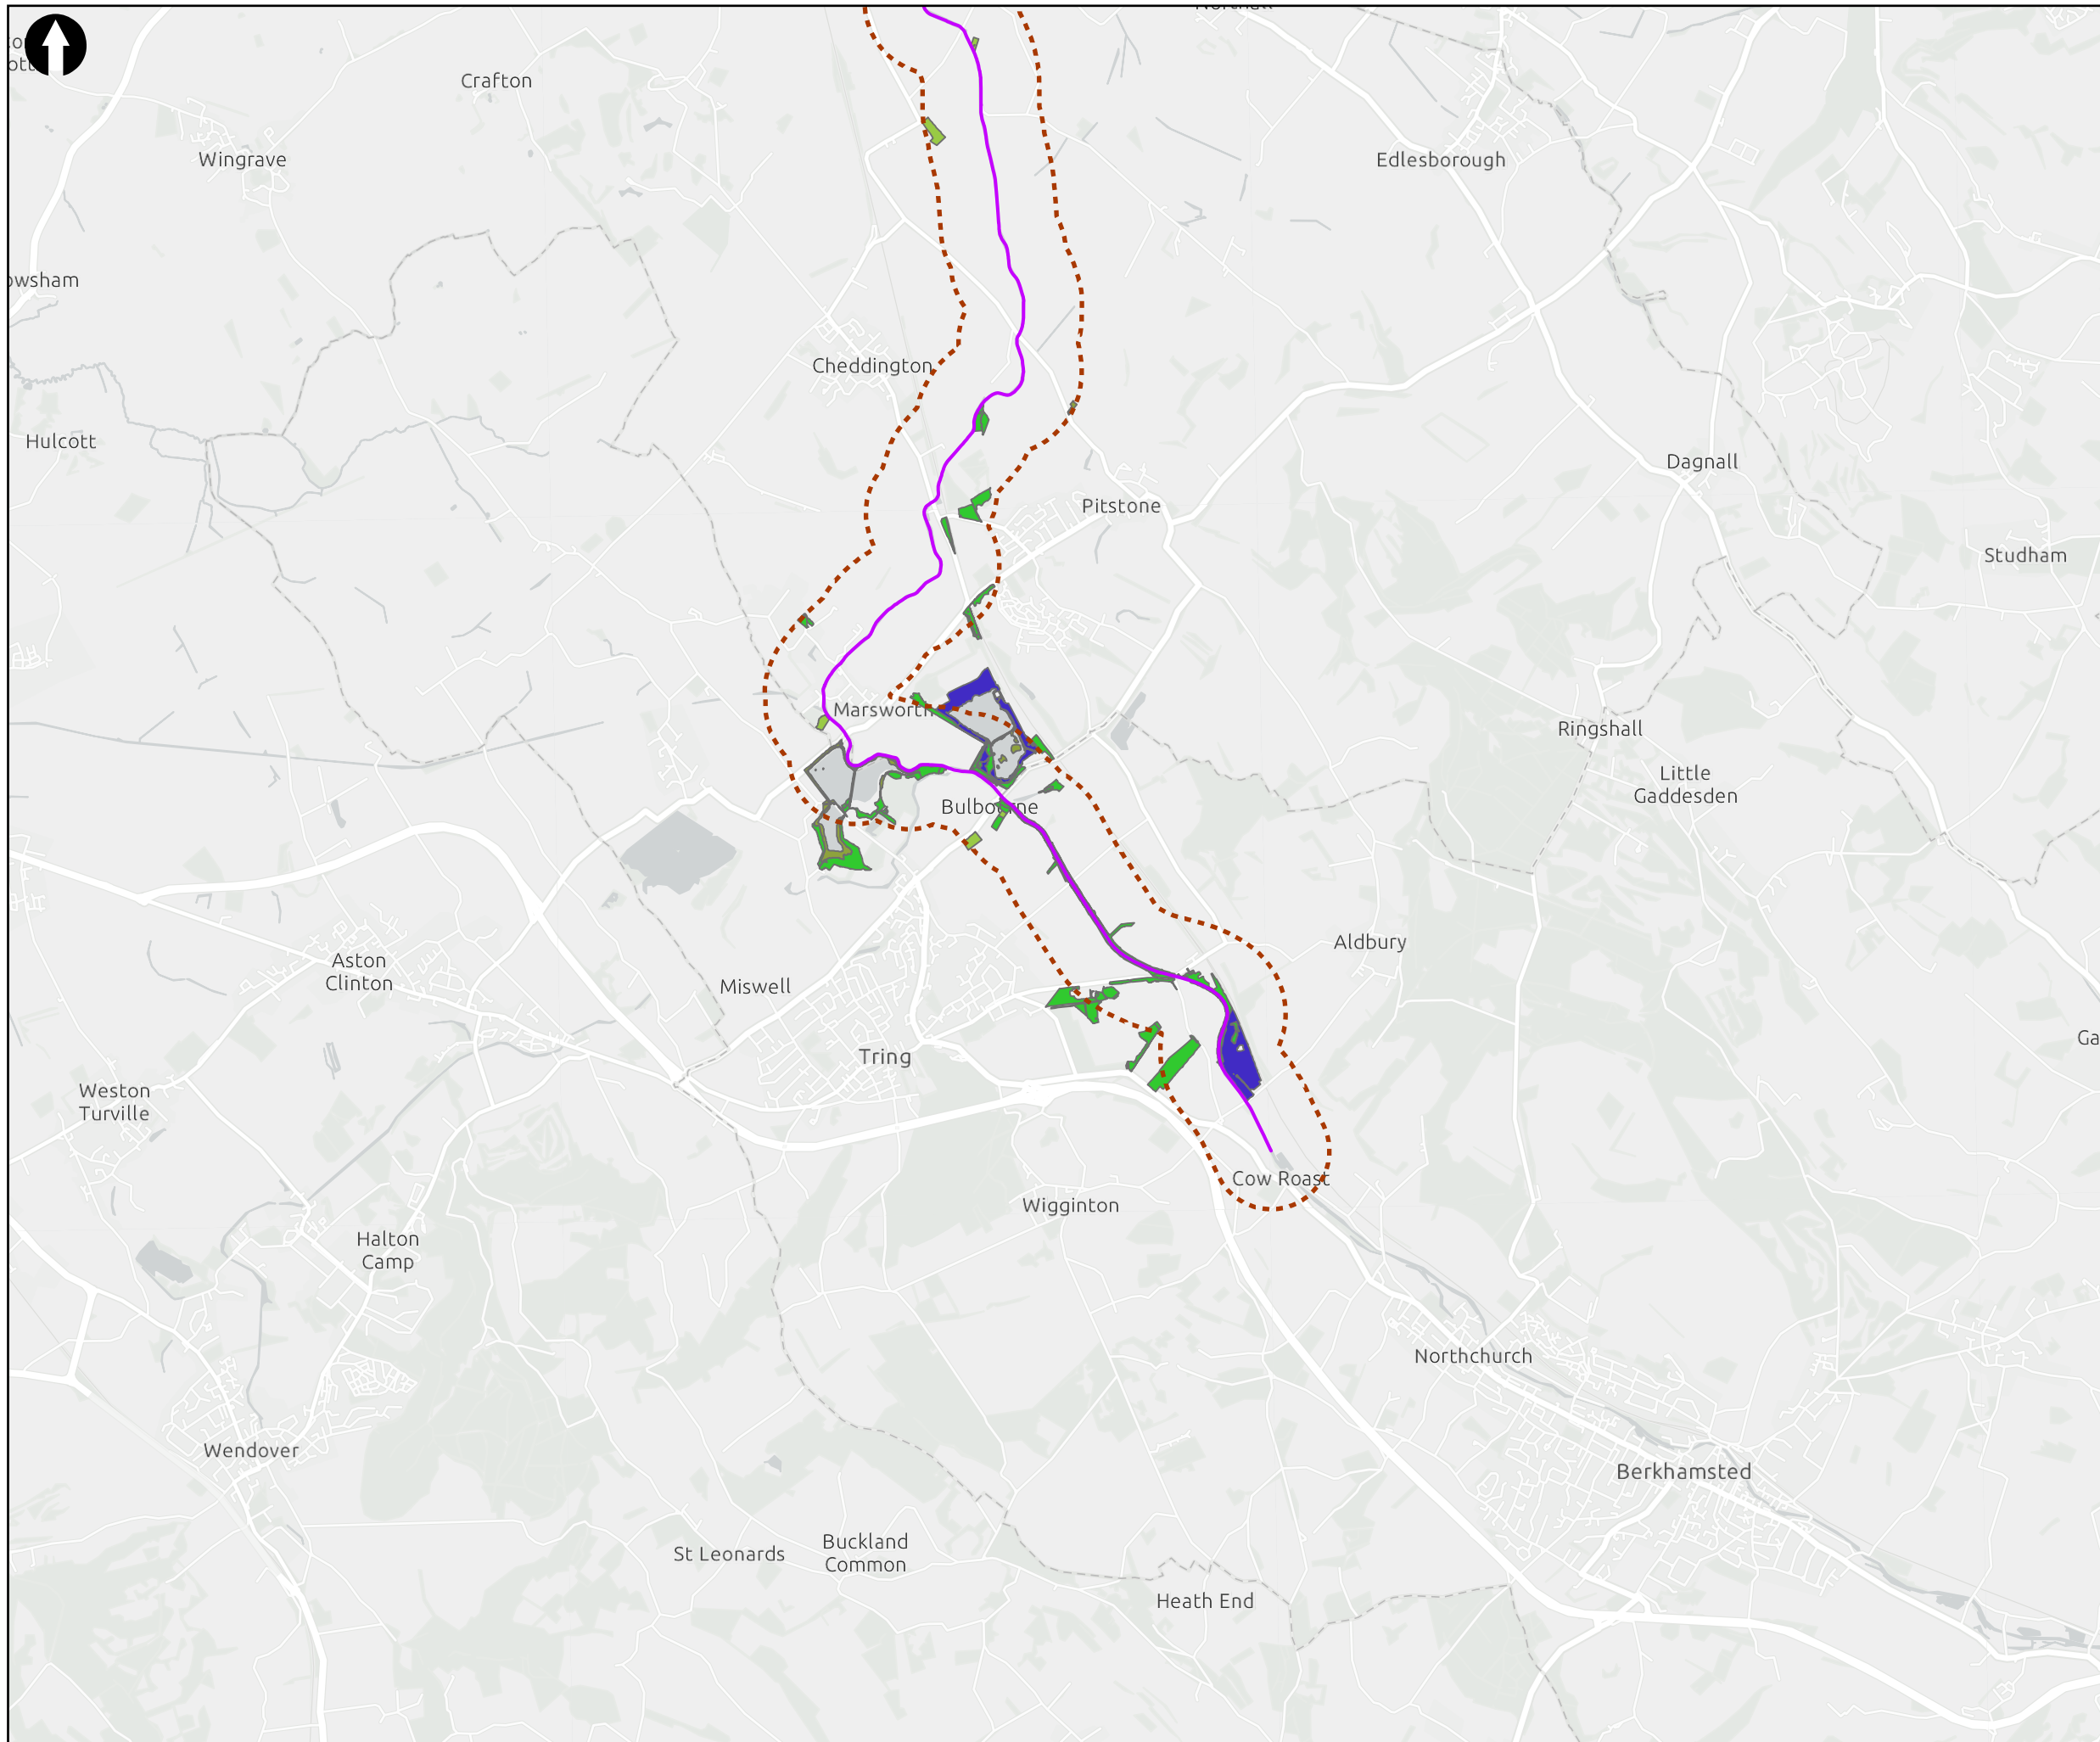 Crafton
Wingrave
Edlesborough
Cheddington
Hulcott
Dagnall
Pitstone
Studham
Marsworth
Ringshall
Little
Gaddesden
Bulbourne
Aldbury
Aston
Clinton
Miswell
Tring
Weston
Turville
Cow Roast
Wigginton
Halton
Camp
Northchurch
Wendover
Berkhamsted
Buckland
Common
St Leonards
Heath End